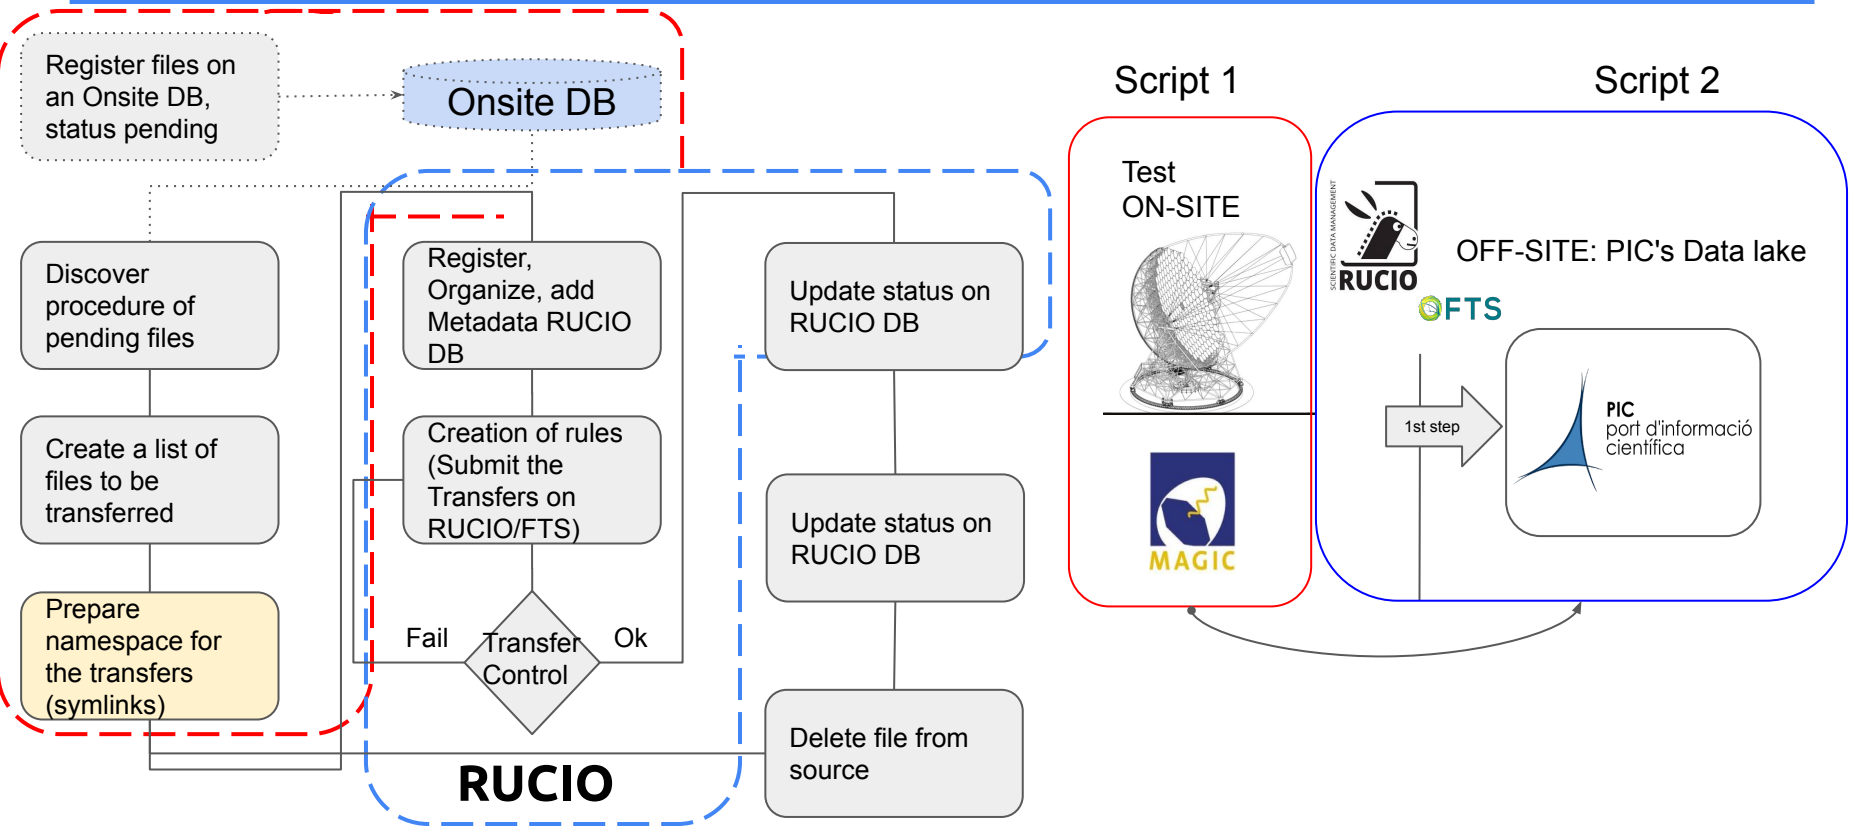 Register files on
an Onsite DB,
status pending
Onsite DB
Discover
procedure of
pending files
Create a list of
files to be
transferred
Prepare
namespace for
the transfers
(symlinks)
Register,
Organize, add
Metadata RUCIO
DB
Creation of rules
(Submit the
Transfers on
RUCIO/FTS)
Fail
Transfer
Control
Ok
RUCIO
Update status on
RUCIO DB
Update status on
RUCIO DB
Delete file from
source
Script 1
Test
ON-SITE
MAGIC
Script 2
SCIENTIFIC DATA MANAGEMENT
RUCIO
OFF-SITE: PIC's Data lake
FTS
1st step
PIC
port d'informació
científica